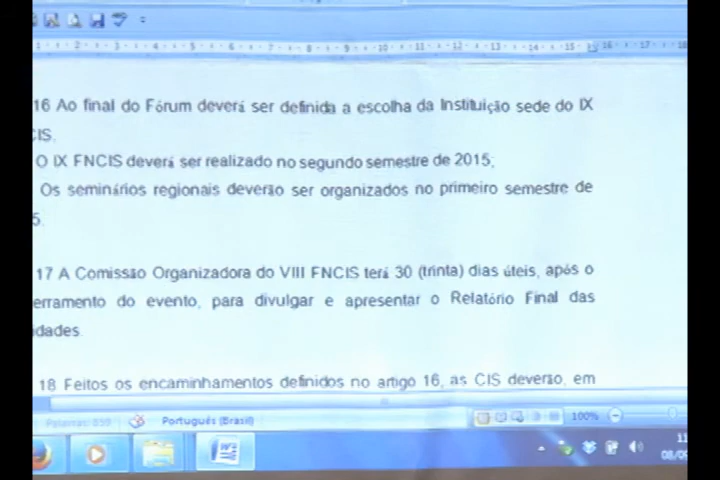 16 Ao final do Fórum deverá ser definida a escolha da Instituição sede do IX
CIS.
O IX FNCIS deverá ser realizado no segundo semestre de 2015;
Os seminários regionais deverão ser organizados no primeiro semestre de
5.
17 A Comissão Organizadora do VIII FNCIS terá 30 (trinta) dias úteis, após o
erramento do evento, para divulgar e apresentar o Relatório Final das
idades.
18 Feitos os encaminhamentos definidos no artigo 16, as CIS deverão, em
Português (Brasil)
100%